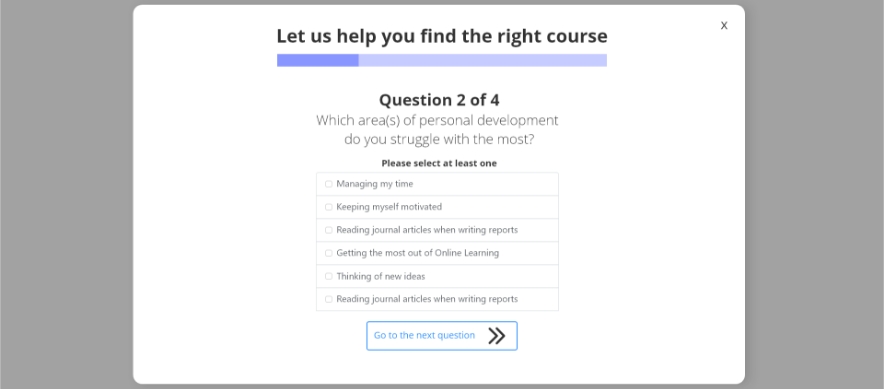 X
Let us help you find the right course
Question 2 of 4
Which area(s) of personal development
do you struggle with the most?
Please select at least one
Managing my time
Keeping myself motivated
Reading journal articles when writing reports
Getting the most out of Online Learning
Thinking of new ideas
Reading journal articles when writing reports
Go to the next question